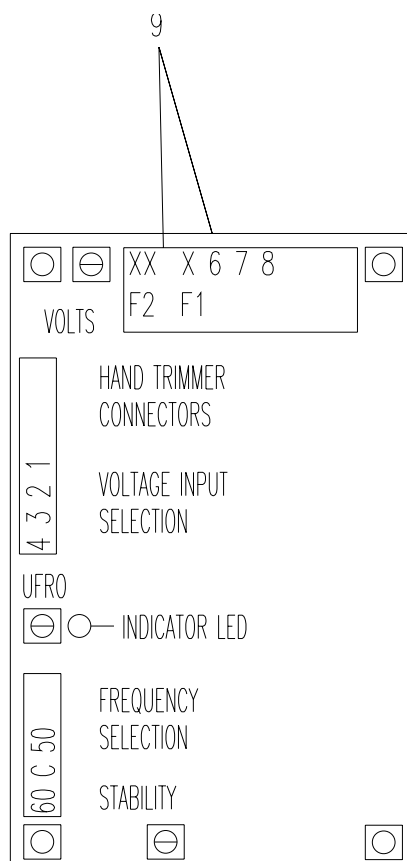 9
XX X 6 7 8
F2 F1
VOLTS
HAND TRIMMER
CONNECTORS
4 3 2 1
VOLTAGE INPUT
SELECTION
UFRO
INDICATOR LED
60 C 50
FREQUENCY
SELECTION
STABILITY